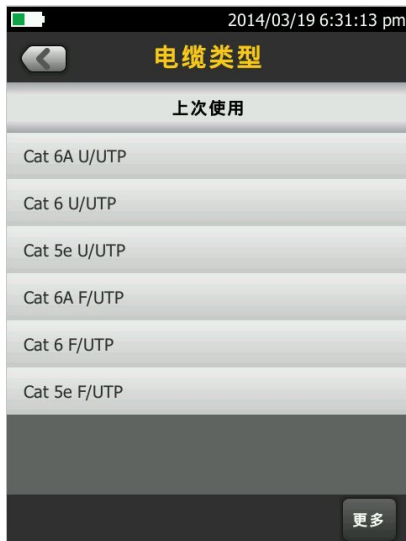 2014/03/19 6:31:13 pm
电缆类型
上次使用
Cat 6A U/UTP
Cat 6 U/UTP
Cat 5e U/UTP
Cat 6A F/UTP
Cat 6 F/UTP
Cat 5e F/UTP
更多